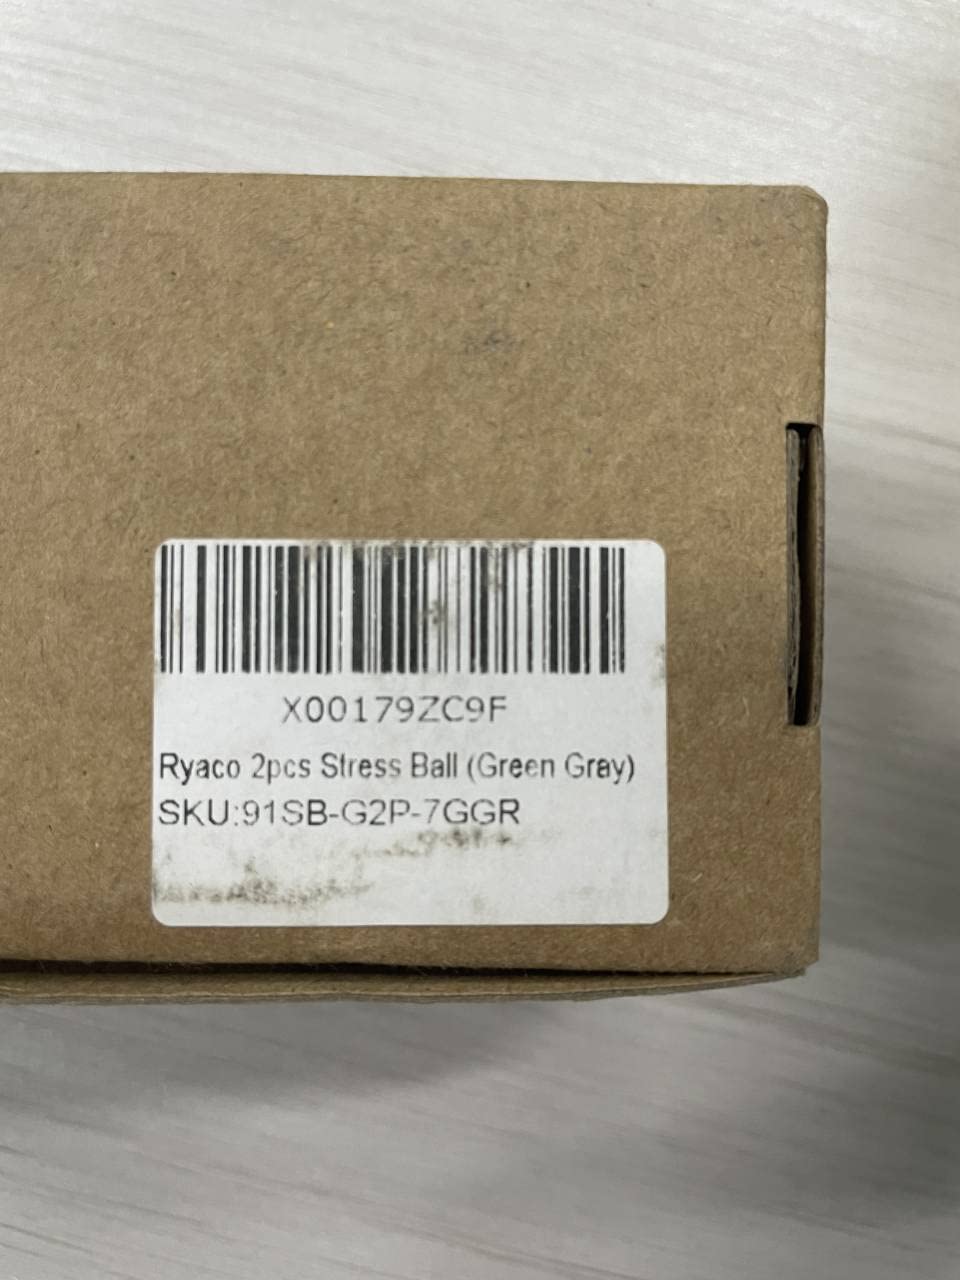 X00179ZC9F
Ryaco 2pcs Stress Ball (Green Gray)
SKU:91SB-G2P-7GGR